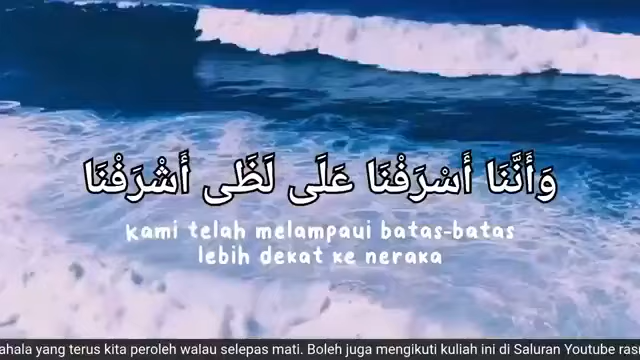 وَأَنَّنَا أَسْرَفْنَا عَلَى لَظَى أَشْرَفْنَا
kami telah melampaui batas-batas
lebih dekat ke neraka
ahala yang terus kita peroleh walau selepas mati. Boleh juga mengikuti kuliah ini di Saluran Youtube ras